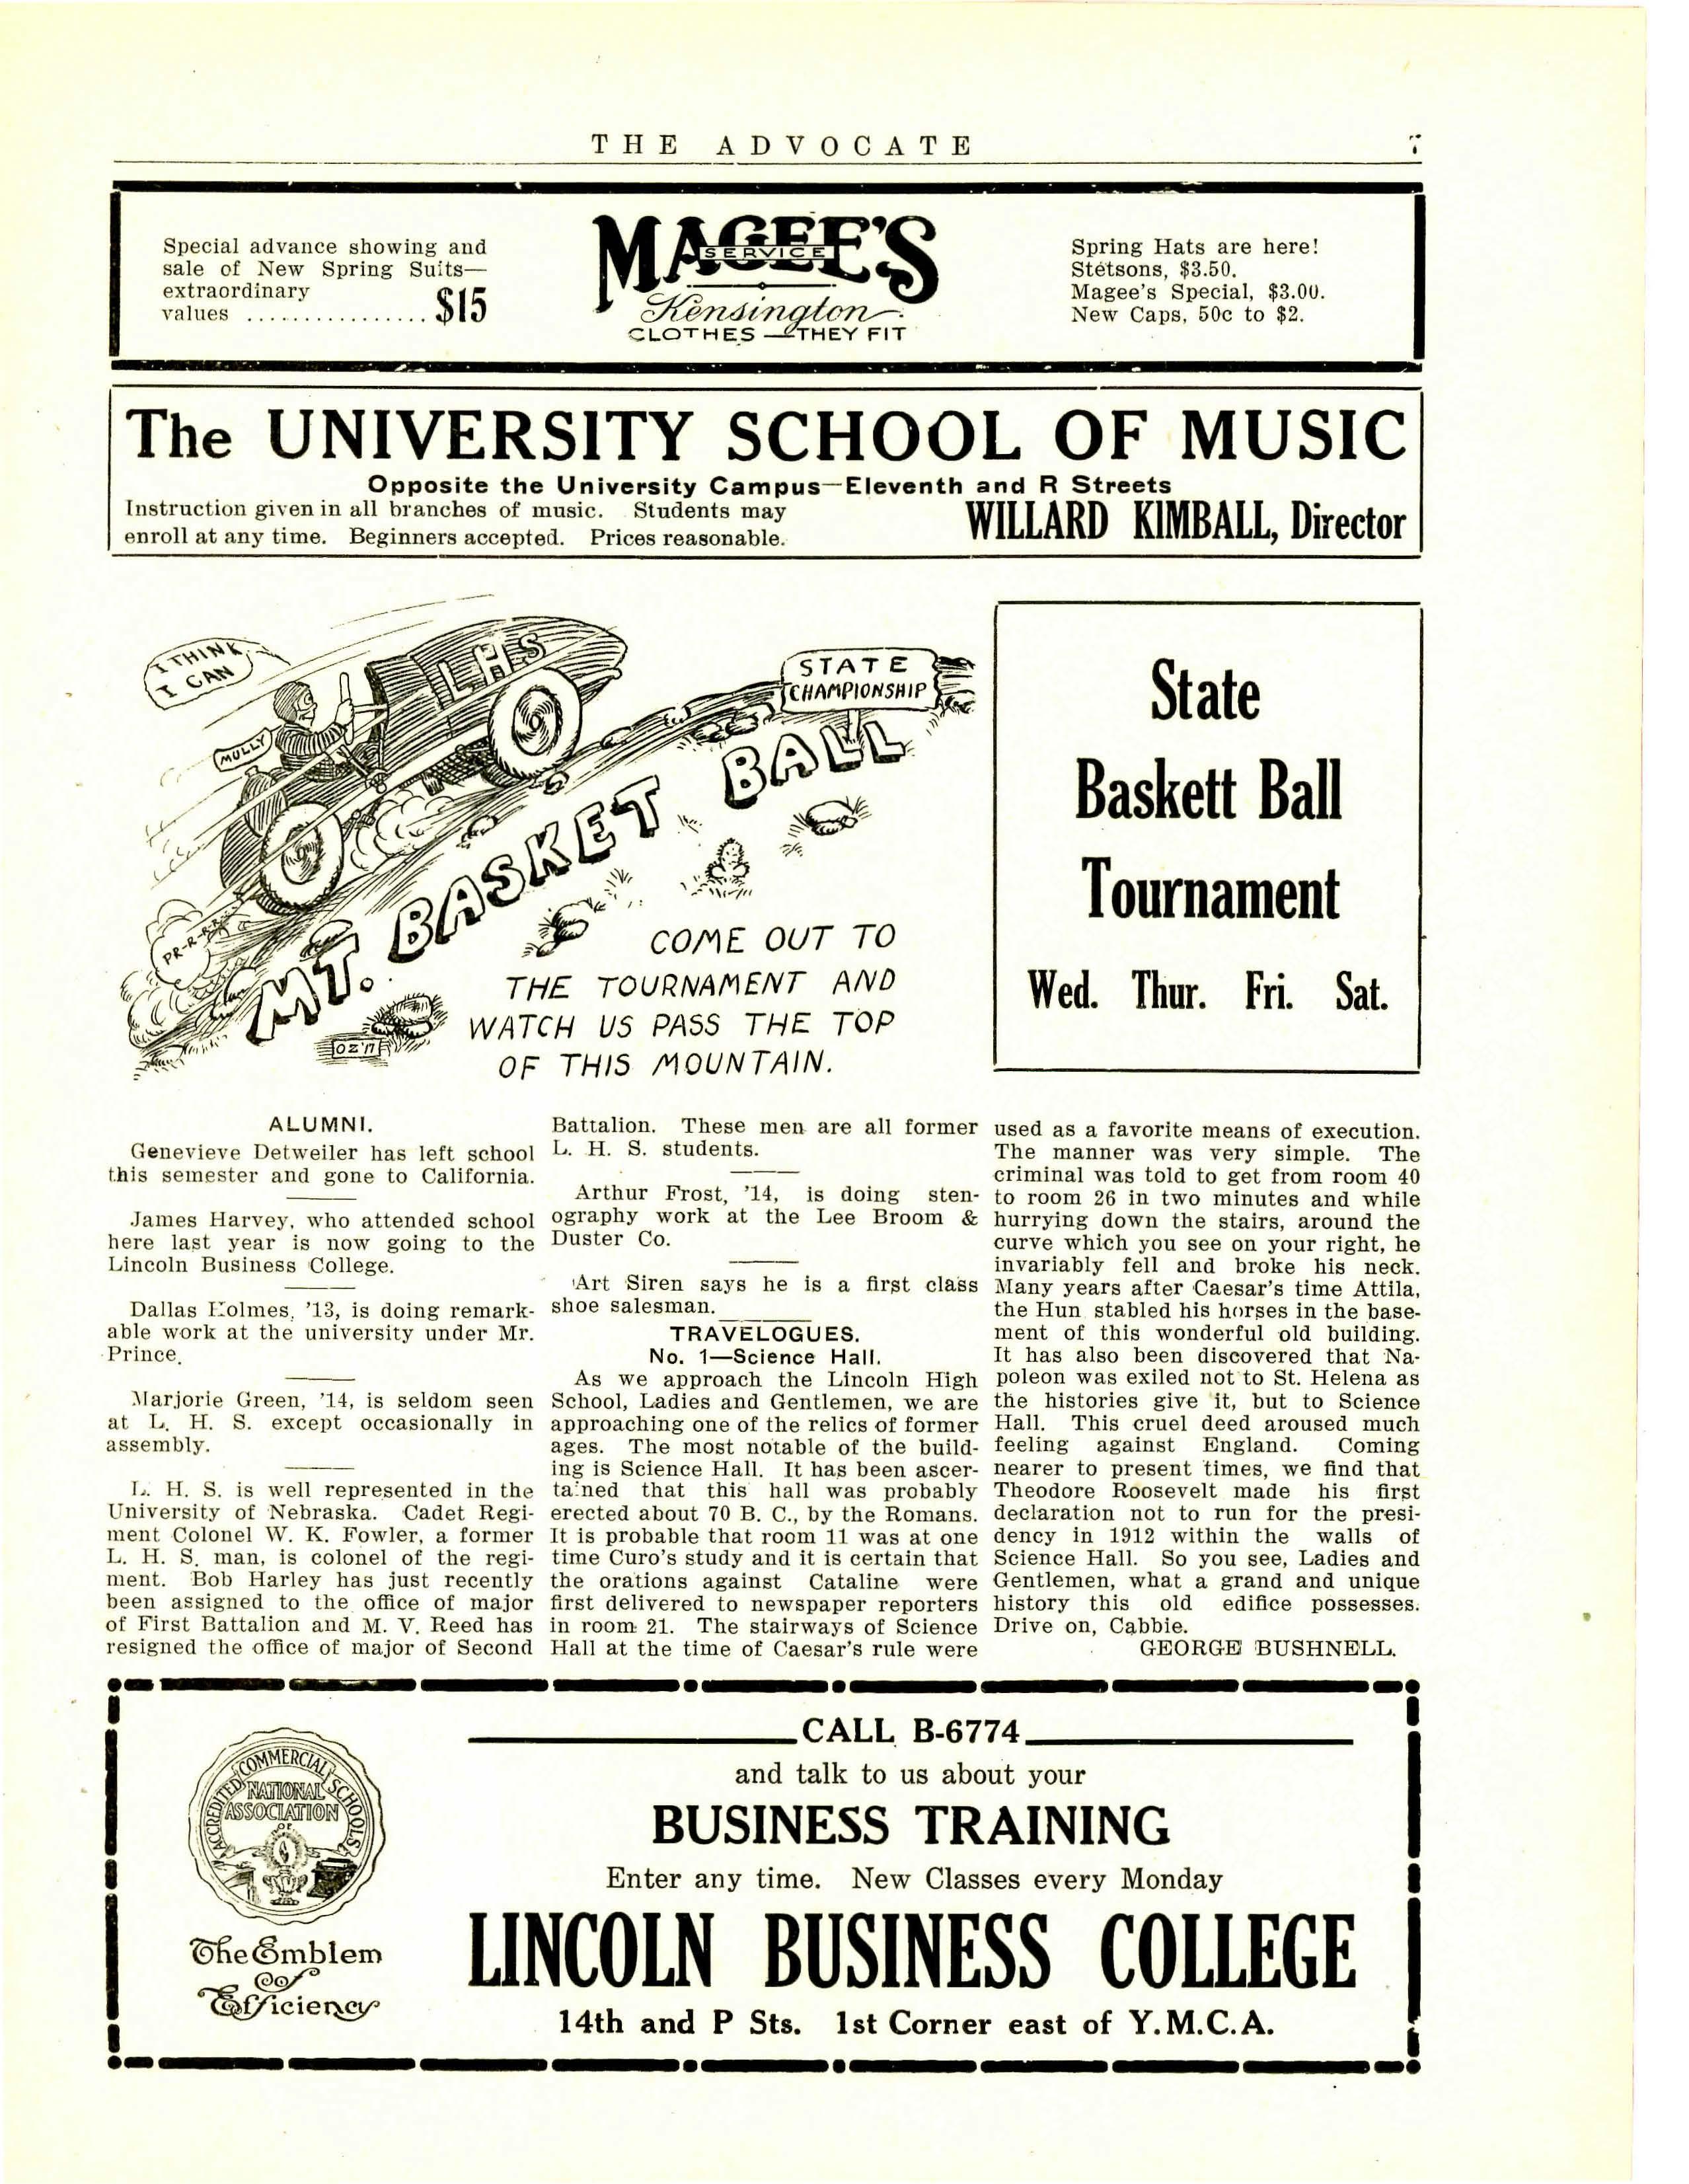 THE ADVOCATE 7
Special advance showing and
sale of New Spring Suits—
extraordinary
values ................ $15
MAGEE'S
SERVICE
Kensington
CLOTHES — THEY FIT
Spring Hats are here!
Stetsons, $3.50.
Magee's Special, $3.00.
New Caps, 50c to $2.
The UNIVERSITY SCHOOL OF MUSIC
Opposite the University Campus—Eleventh and R Streets
Instruction given in all branches of music. Students may
enroll at any time. Beginners accepted. Prices reasonable.
WILLARD KIMBALL, Director
I THINK
I CAN
LHS
MULLY
STATE
CHAMPIONSHIP
PR-R-R-R
MT. BASKET BALL
COME OUT TO
THE TOURNAMENT AND
WATCH US PASS THE TOP
OF THIS MOUNTAIN.
OZ '17
State
Baskett Ball
Tournament
Wed. Thur. Fri. Sat.
ALUMNI.
Genevieve Detweiler has left school
this semester and gone to California.
James Harvey, who attended school
here last year is now going to the
Lincoln Business College.
Dallas Holmes, '13, is doing remark-
able work at the university under Mr.
Prince.
Marjorie Green, '14, is seldom seen
at L. H. S. except occasionally in
assembly.
L. H. S. is well represented in the
University of Nebraska. Cadet Regi-
ment Colonel W. K. Fowler, a former
L. H. S. man, is colonel of the regi-
ment. Bob Harley has just recently
been assigned to the office of major
of First Battalion and M. V. Reed has
resigned the office of major of Second
Battalion. These men are all former
L. H. S. students.
Arthur Frost, '14, is doing sten-
ography work at the Lee Broom &
Duster Co.
Art Siren says he is a first class
shoe salesman.
TRAVELOGUES.
No. 1—Science Hall.
As we approach the Lincoln High
School, Ladies and Gentlemen, we are
approaching one of the relics of former
ages. The most notable of the build-
ing is Science Hall. It has been ascer-
tained that this hall was probably
erected about 70 B. C., by the Romans.
It is probable that room 11 was at one
time Curo's study and it is certain that
the orations against Cataline were
first delivered to newspaper reporters
in room 21. The stairways of Science
Hall at the time of Caesar's rule were
used as a favorite means of execution.
The manner was very simple. The
criminal was told to get from room 40
to room 26 in two minutes and while
hurrying down the stairs, around the
curve which you see on your right, he
invariably fell and broke his neck.
Many years after Caesar's time Attila,
the Hun stabled his horses in the base-
ment of this wonderful old building.
It has also been discovered that Na-
poleon was exiled not to St. Helena as
the histories give it, but to Science
Hall. This cruel deed aroused much
feeling against England. Coming
nearer to present times, we find that
Theodore Roosevelt made his first
declaration not to run for the presi-
dency in 1912 within the walls of
Science Hall. So you see, Ladies and
Gentlemen, what a grand and unique
history this old edifice possesses.
Drive on, Cabbie.
GEORGE BUSHNELL.
ACCREDITED COMMERCIAL SCHOOLS
NATIONAL
ASSOCIATION
OF
The Emblem
of
Efficiency
CALL B-6774
and talk to us about your
BUSINESS TRAINING
Enter any time. New Classes every Monday
LINCOLN BUSINESS COLLEGE
14th and P Sts. 1st Corner east of Y.M.C.A.